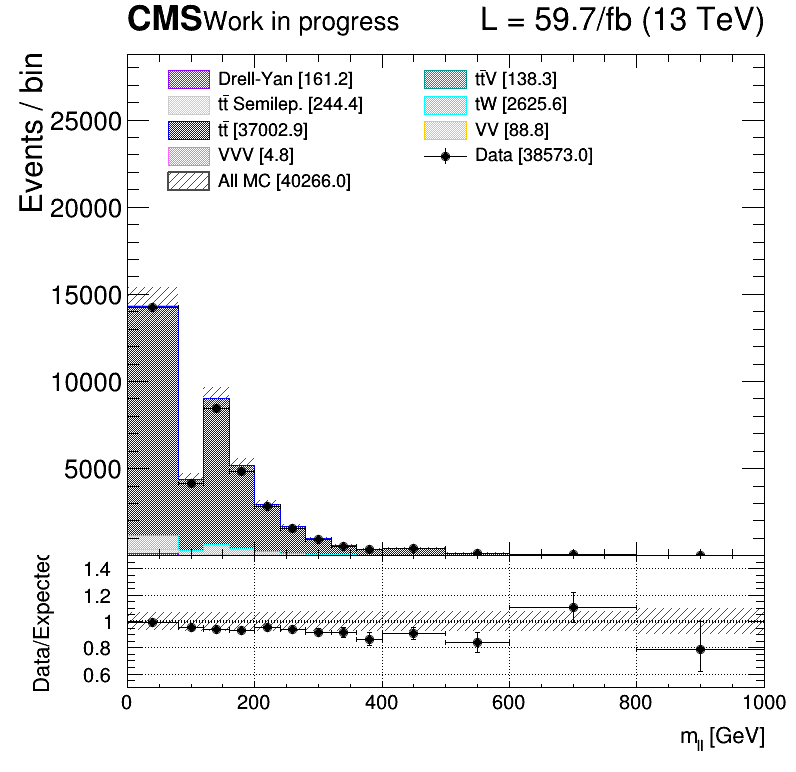 CMS Work in progress L = 59.7/fb (13 TeV)
Events / bin
Drell-Yan [161.2]
tt̄ Semilep. [244.4]
tt̄ [37002.9]
VVV [4.8]
All MC [40266.0]
tt̄V [138.3]
tW [2625.6]
VV [88.8]
Data [38573.0]
25000
20000
15000
10000
5000
Data/Expected
1.4
1.2
1
0.8
0.6
0 200 400 600 800 1000
m_ll [GeV]